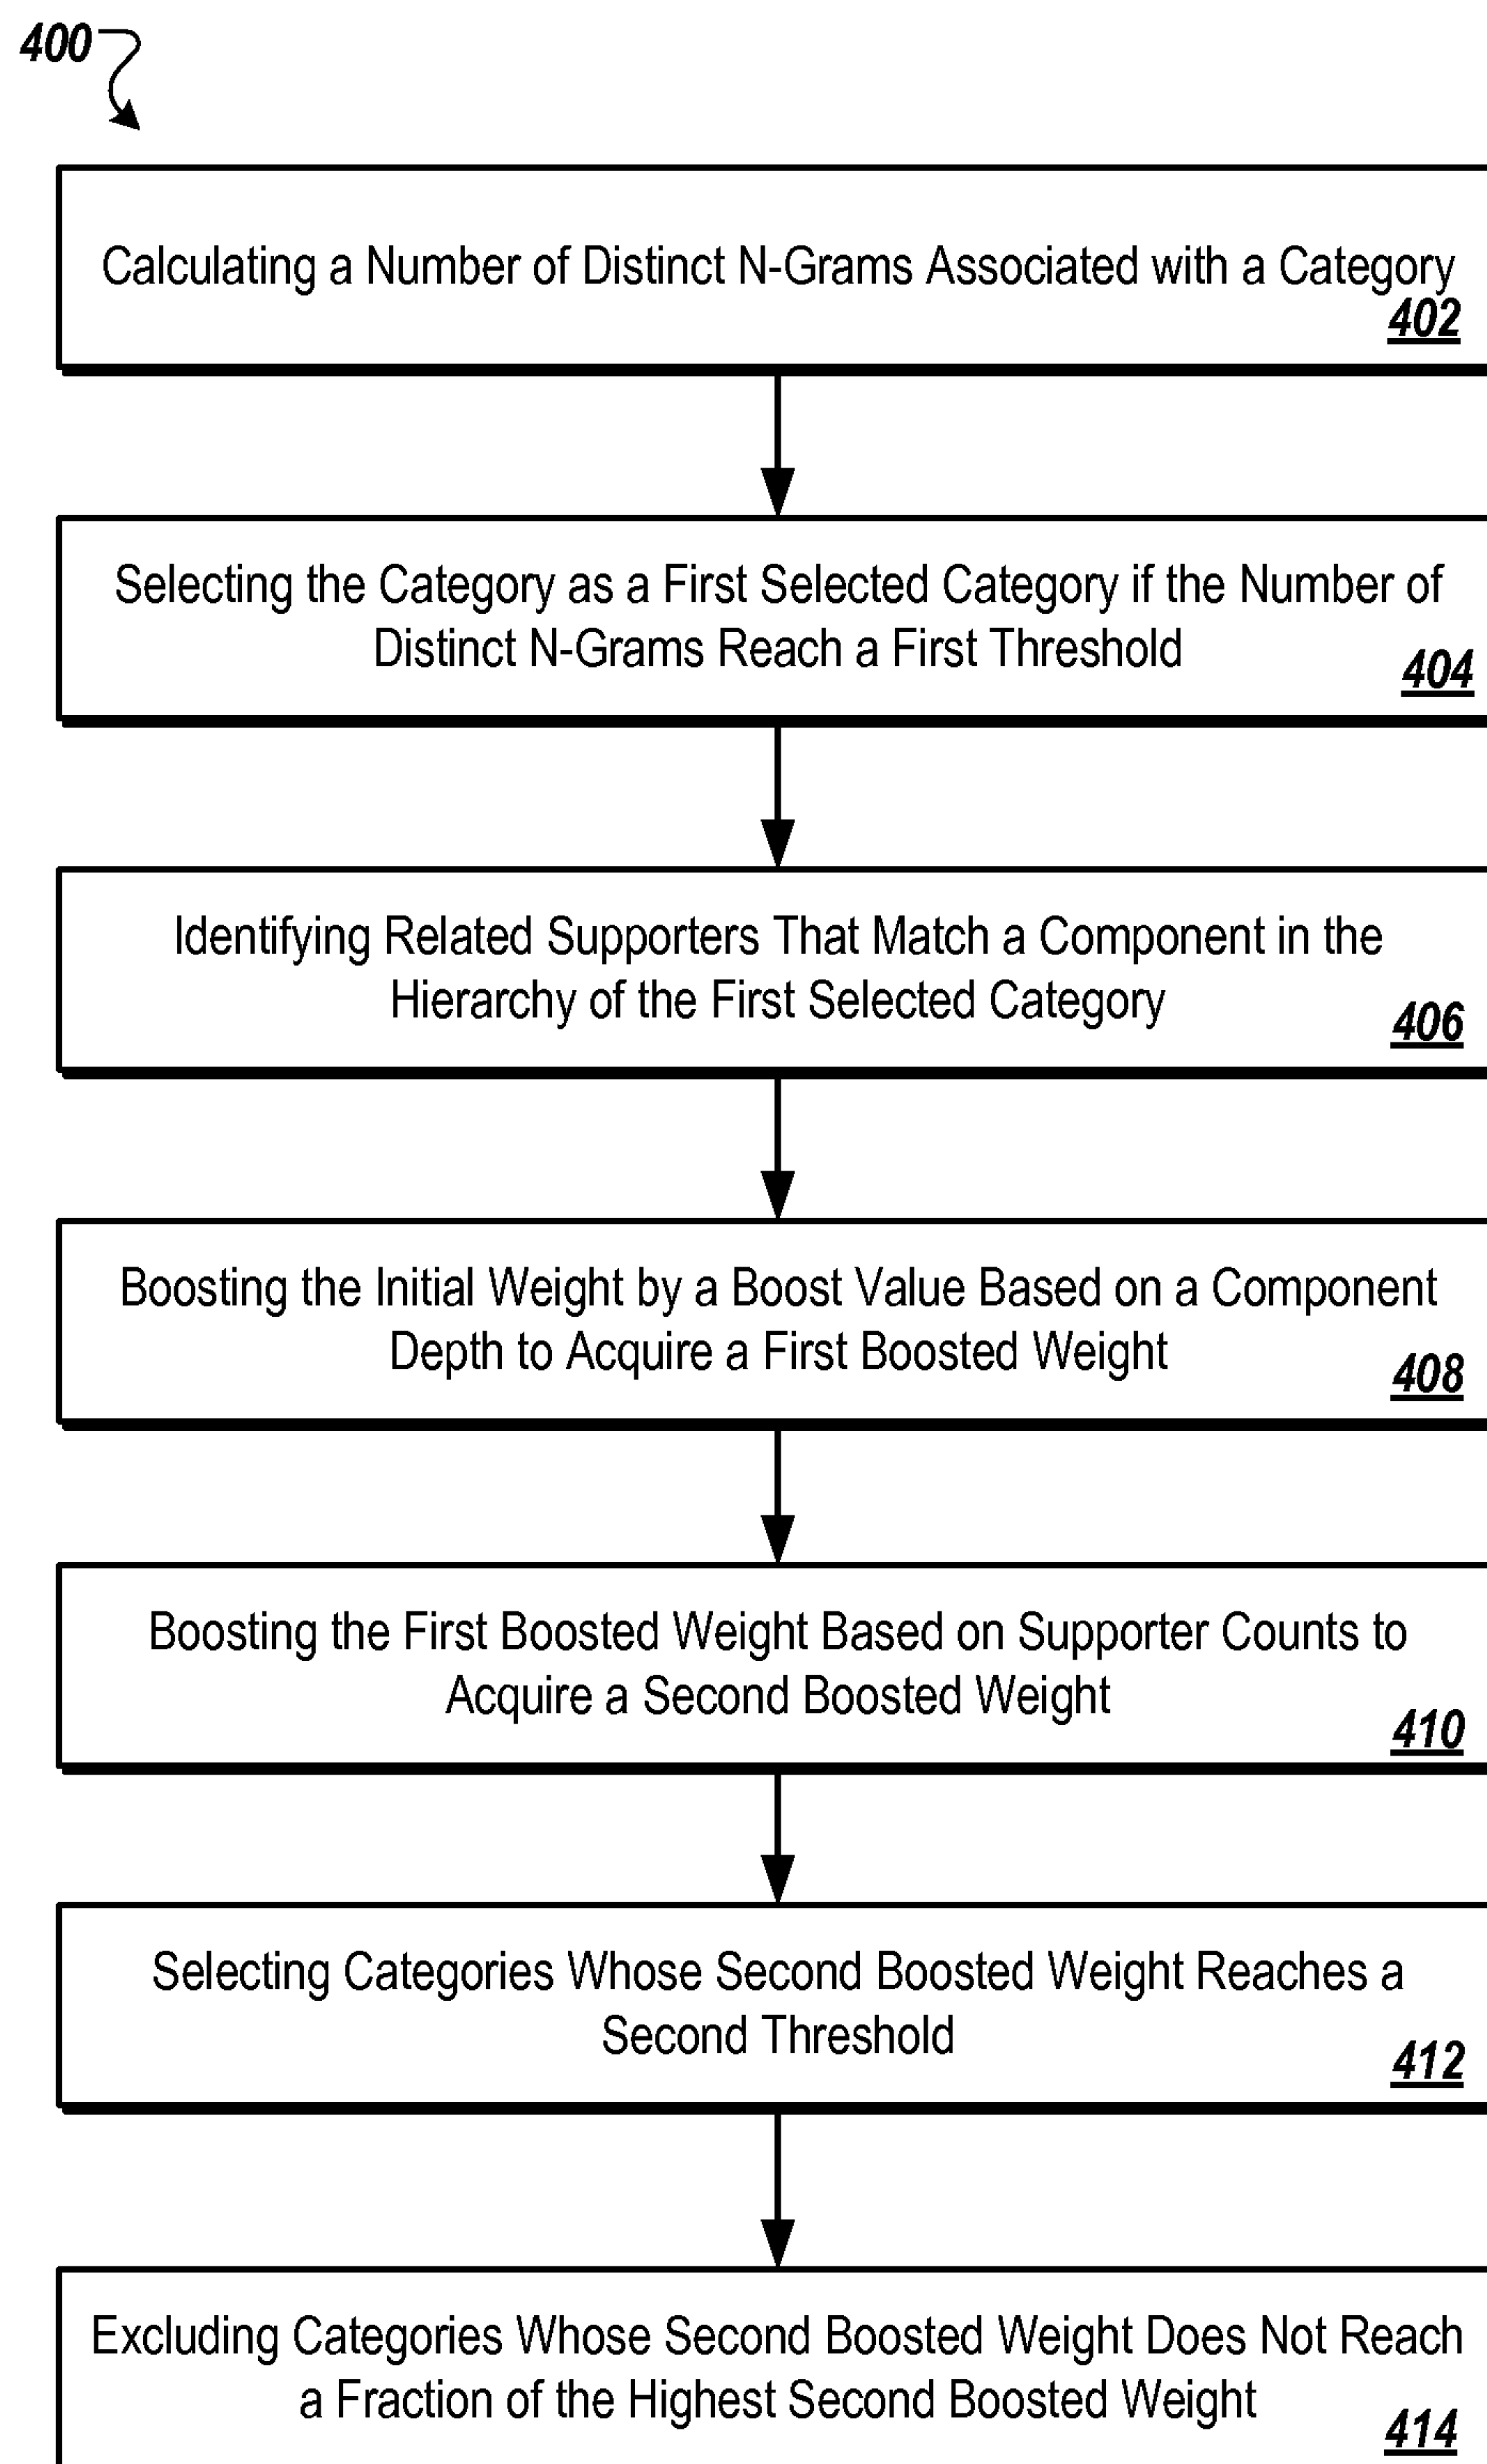 400
Calculating a Number of Distinct N-Grams Associated with a Category
402
Selecting the Category as a First Selected Category if the Number of
Distinct N-Grams Reach a First Threshold
404
Identifying Related Supporters That Match a Component in the
Hierarchy of the First Selected Category
406
Boosting the Initial Weight by a Boost Value Based on a Component
Depth to Acquire a First Boosted Weight
408
Boosting the First Boosted Weight Based on Supporter Counts to
Acquire a Second Boosted Weight
410
Selecting Categories Whose Second Boosted Weight Reaches a
Second Threshold
412
Excluding Categories Whose Second Boosted Weight Does Not Reach
a Fraction of the Highest Second Boosted Weight
414